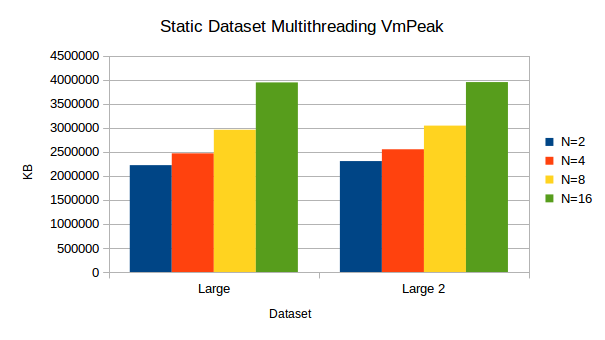 Static Dataset Multithreading VmPeak
4500000
4000000
3500000
3000000
2500000
2000000
1500000
1000000
500000
0
KB
N=2
N=4
N=8
N=16
Large
Large 2
Dataset